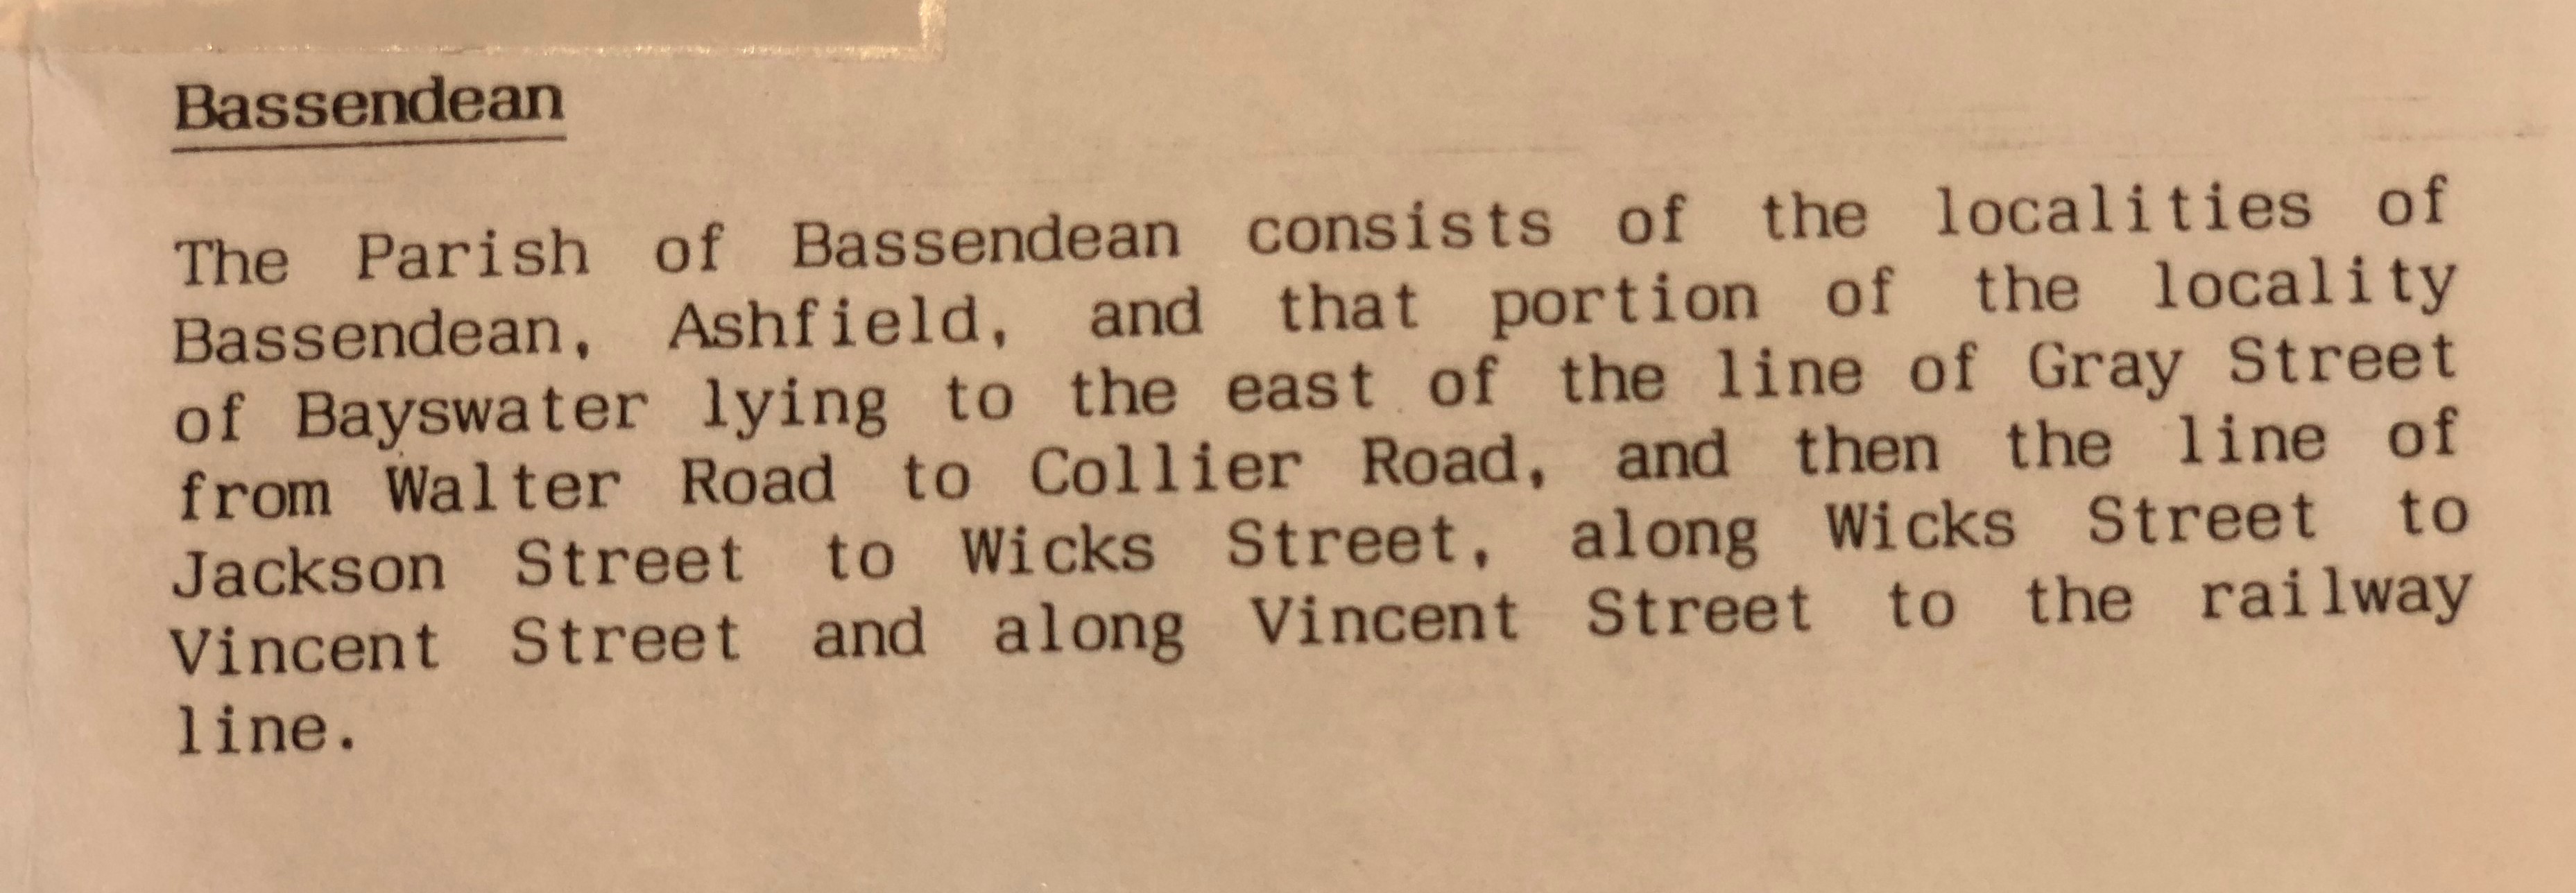 Bassendean
The Parish of Bassendean consists of the localities of
Bassendean, Ashfield, and that portion of the locality
of Bayswater lying to the east of the line of Gray Street
from Walter Road to Collier Road, and then the line of
Jackson Street to Wicks Street, along Wicks Street to
Vincent Street and along Vincent Street to the railway
line.